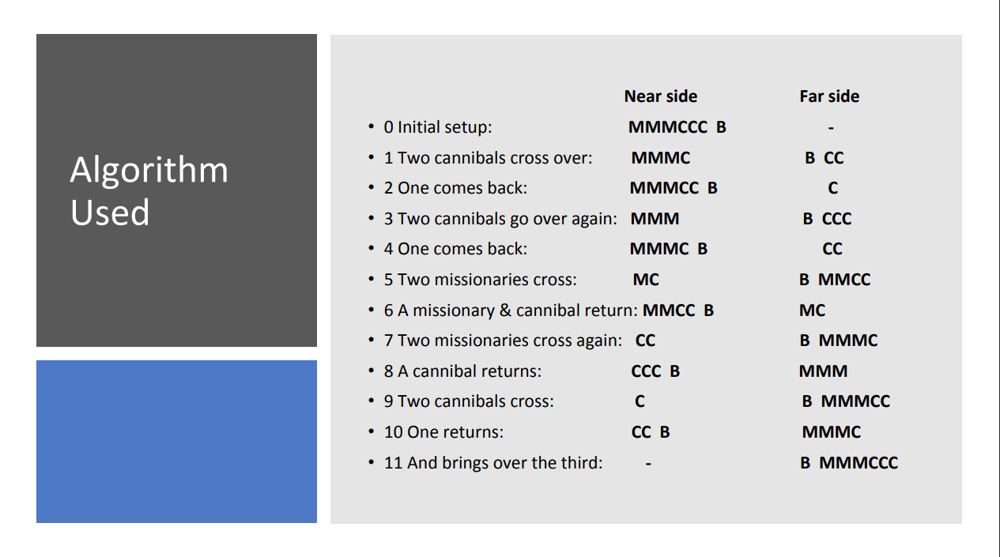 Algorithm
Used
Near side Far side
• 0 Initial setup: MMMCCC B -
• 1 Two cannibals cross over: MMMC B CC
• 2 One comes back: MMMCC B C
• 3 Two cannibals go over again: MMM B CCC
• 4 One comes back: MMMC B CC
• 5 Two missionaries cross: MC B MMCC
• 6 A missionary & cannibal return: MMCC B MC
• 7 Two missionaries cross again: CC B MMMC
• 8 A cannibal returns: CCC B MMM
• 9 Two cannibals cross: C B MMMCC
• 10 One returns: CC B MMMC
• 11 And brings over the third: - B MMMCCC